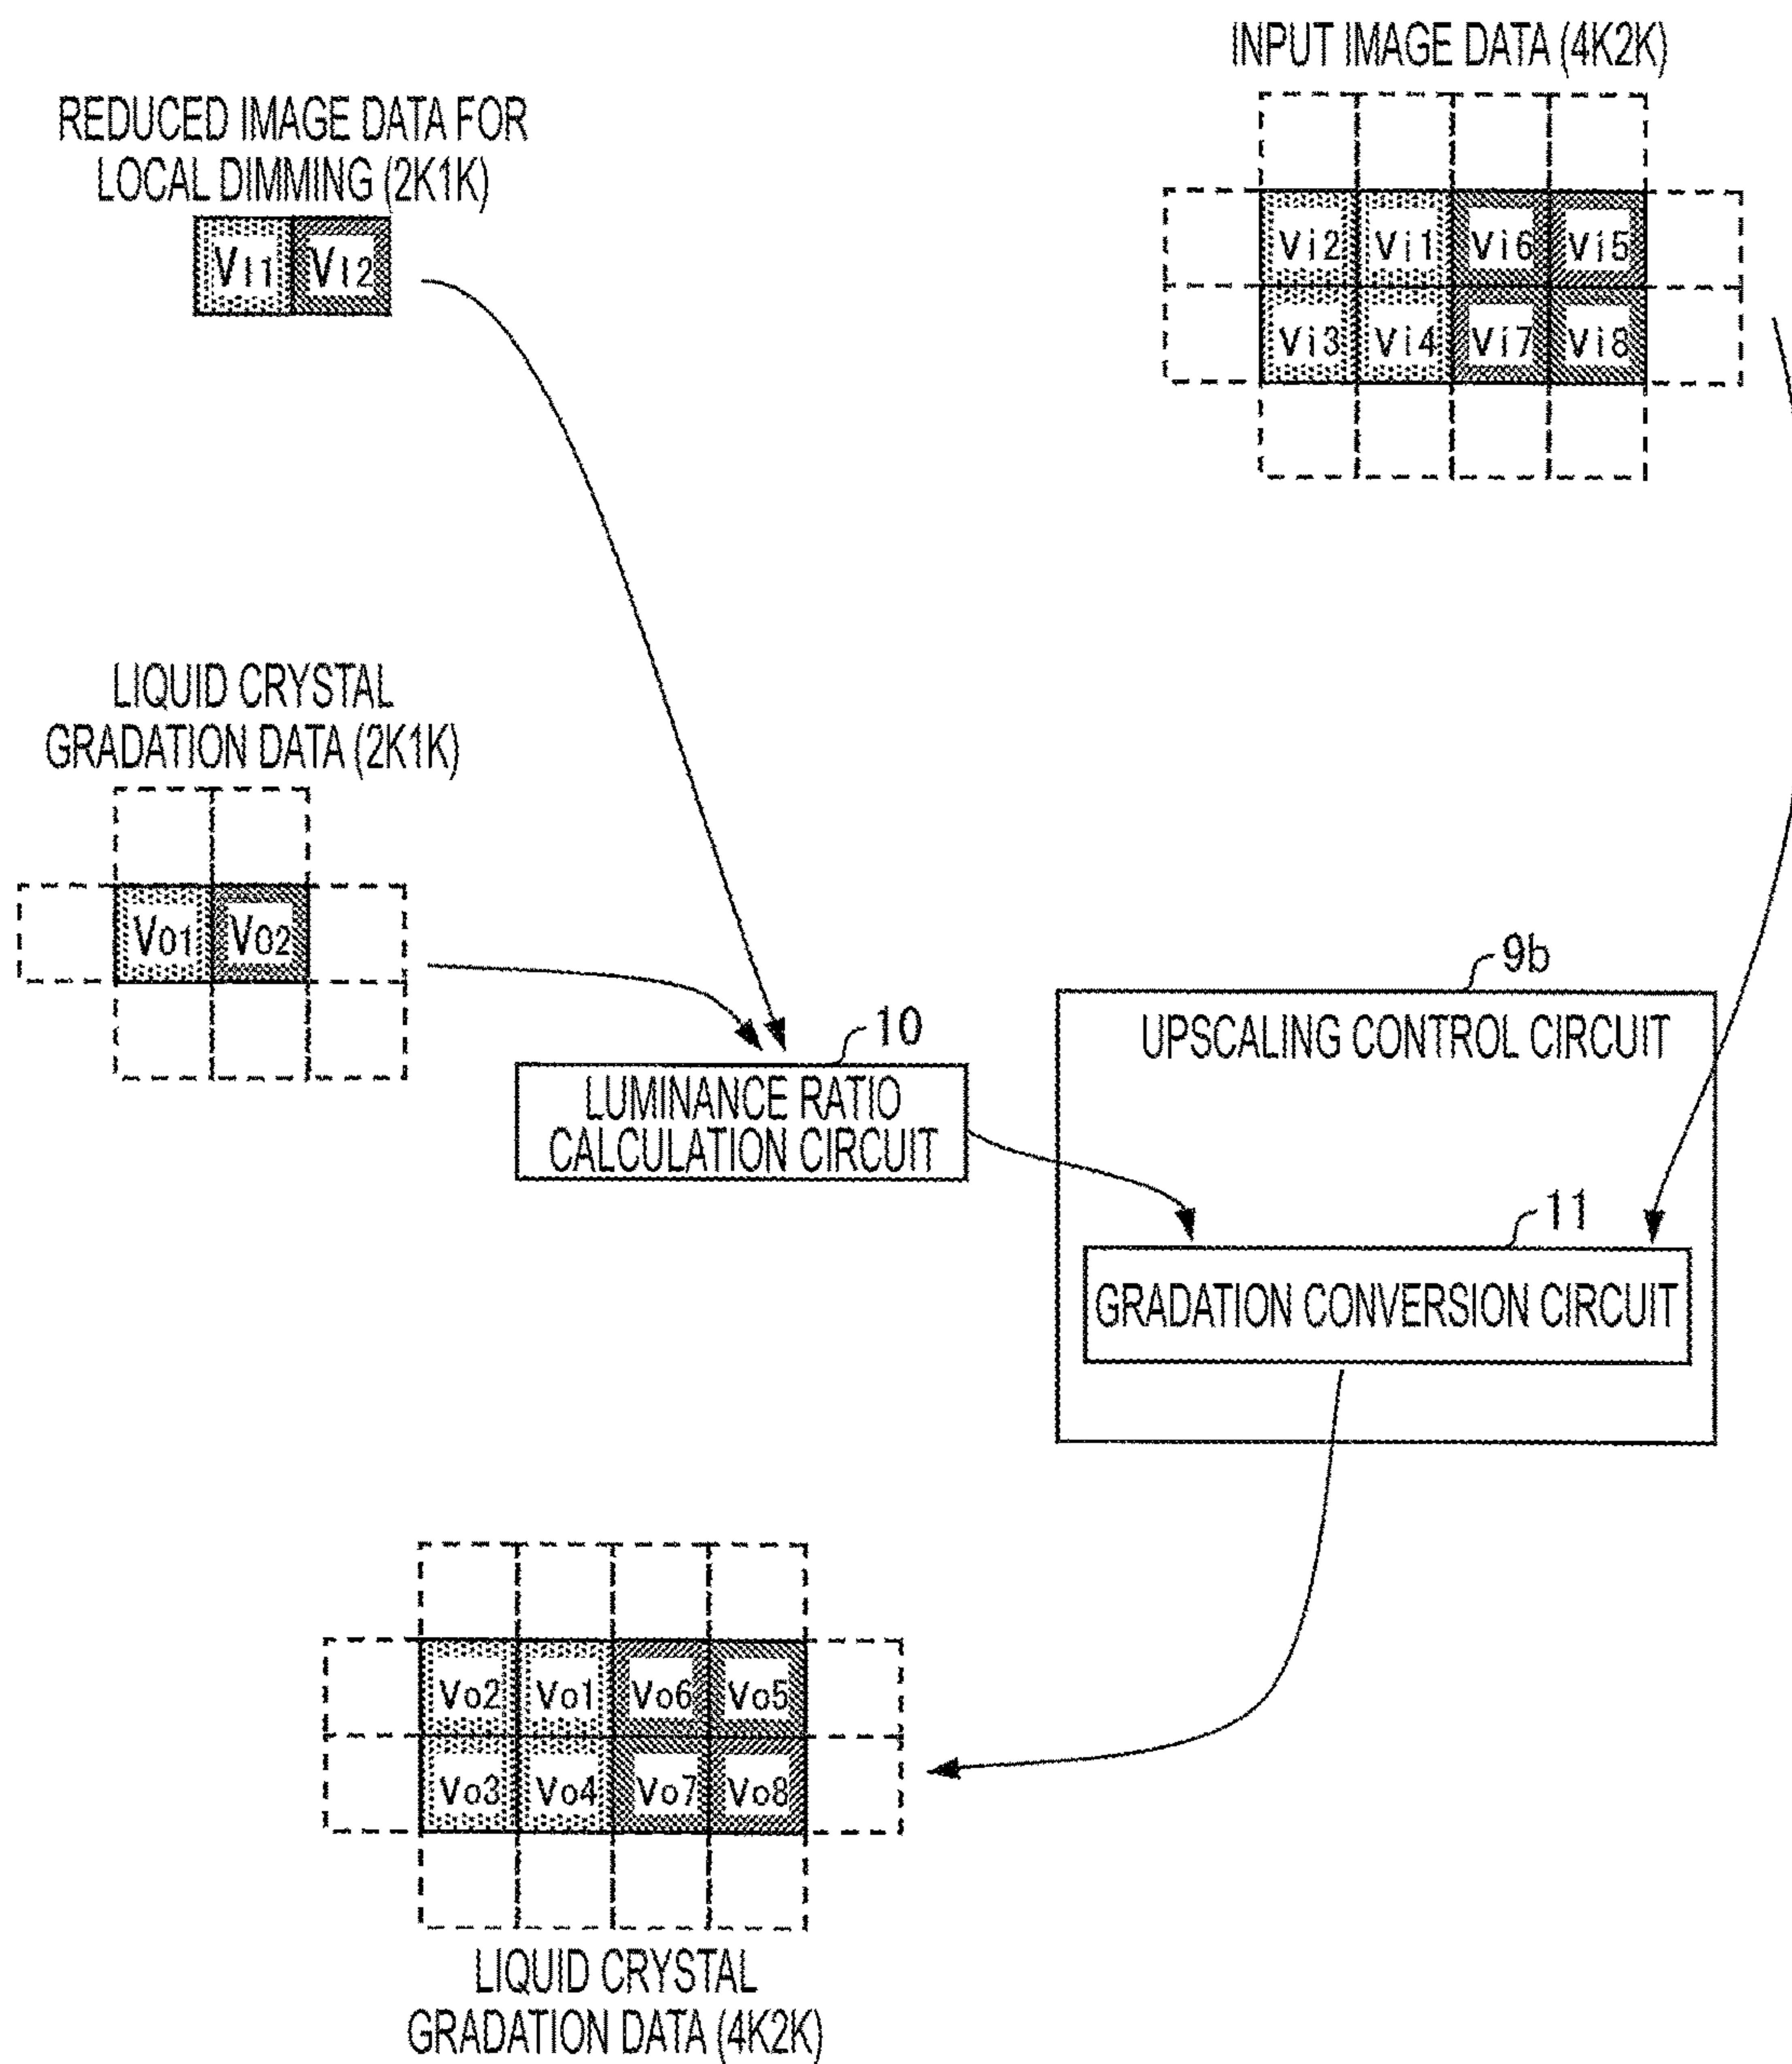 INPUT IMAGE DATA (4K2K)
REDUCED IMAGE DATA FOR
LOCAL DIMMING (2K1K)
VI1 VI2
Vi2 Vi1 Vi6 Vi5
Vi3 Vi4 Vi7 Vi8
LIQUID CRYSTAL
GRADATION DATA (2K1K)
VO1 VO2
9b
UPSCALING CONTROL CIRCUIT
10
LUMINANCE RATIO
CALCULATION CIRCUIT
11
GRADATION CONVERSION CIRCUIT
Vo2 Vo1 Vo6 Vo5
Vo3 Vo4 Vo7 Vo8
LIQUID CRYSTAL
GRADATION DATA (4K2K)